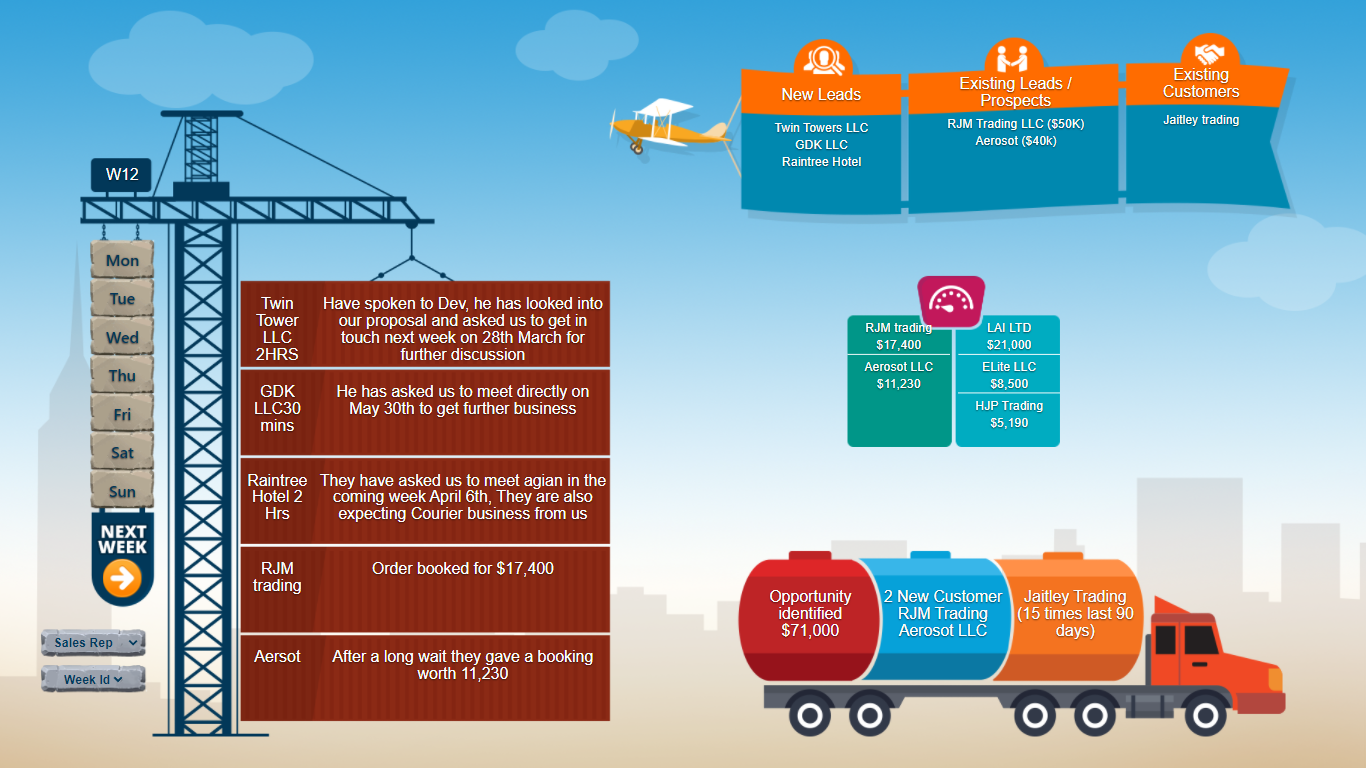 W12
Mon
Tue
Wed
Thu
Fri
Sat
Sun
NEXT
WEEK
Sales Rep
Week Id
Twin
Tower
LLC
2HRS
Have spoken to Dev, he has looked into
our proposal and asked us to get in
touch next week on 28th March for
further discussion
GDK
LLC30
mins
He has asked us to meet directly on
May 30th to get further business
Raintree
Hotel 2
Hrs
They have asked us to meet agian in the
coming week April 6th, They are also
expecting Courier business from us
RJM
trading
Order booked for $17,400
Aersot
After a long wait they gave a booking
worth 11,230
New Leads
Twin Towers LLC
GDK LLC
Raintree Hotel
Existing Leads /
Prospects
RJM Trading LLC ($50K)
Aerosot ($40k)
Existing
Customers
Jaitley trading
RJM trading
$17,400
Aerosot LLC
$11,230
LAI LTD
$21,000
ELite LLC
$8,500
HJP Trading
$5,190
Opportunity
identified
$71,000
2 New Customer
RJM Trading
Aerosot LLC
Jaitley Trading
(15 times last 90
days)